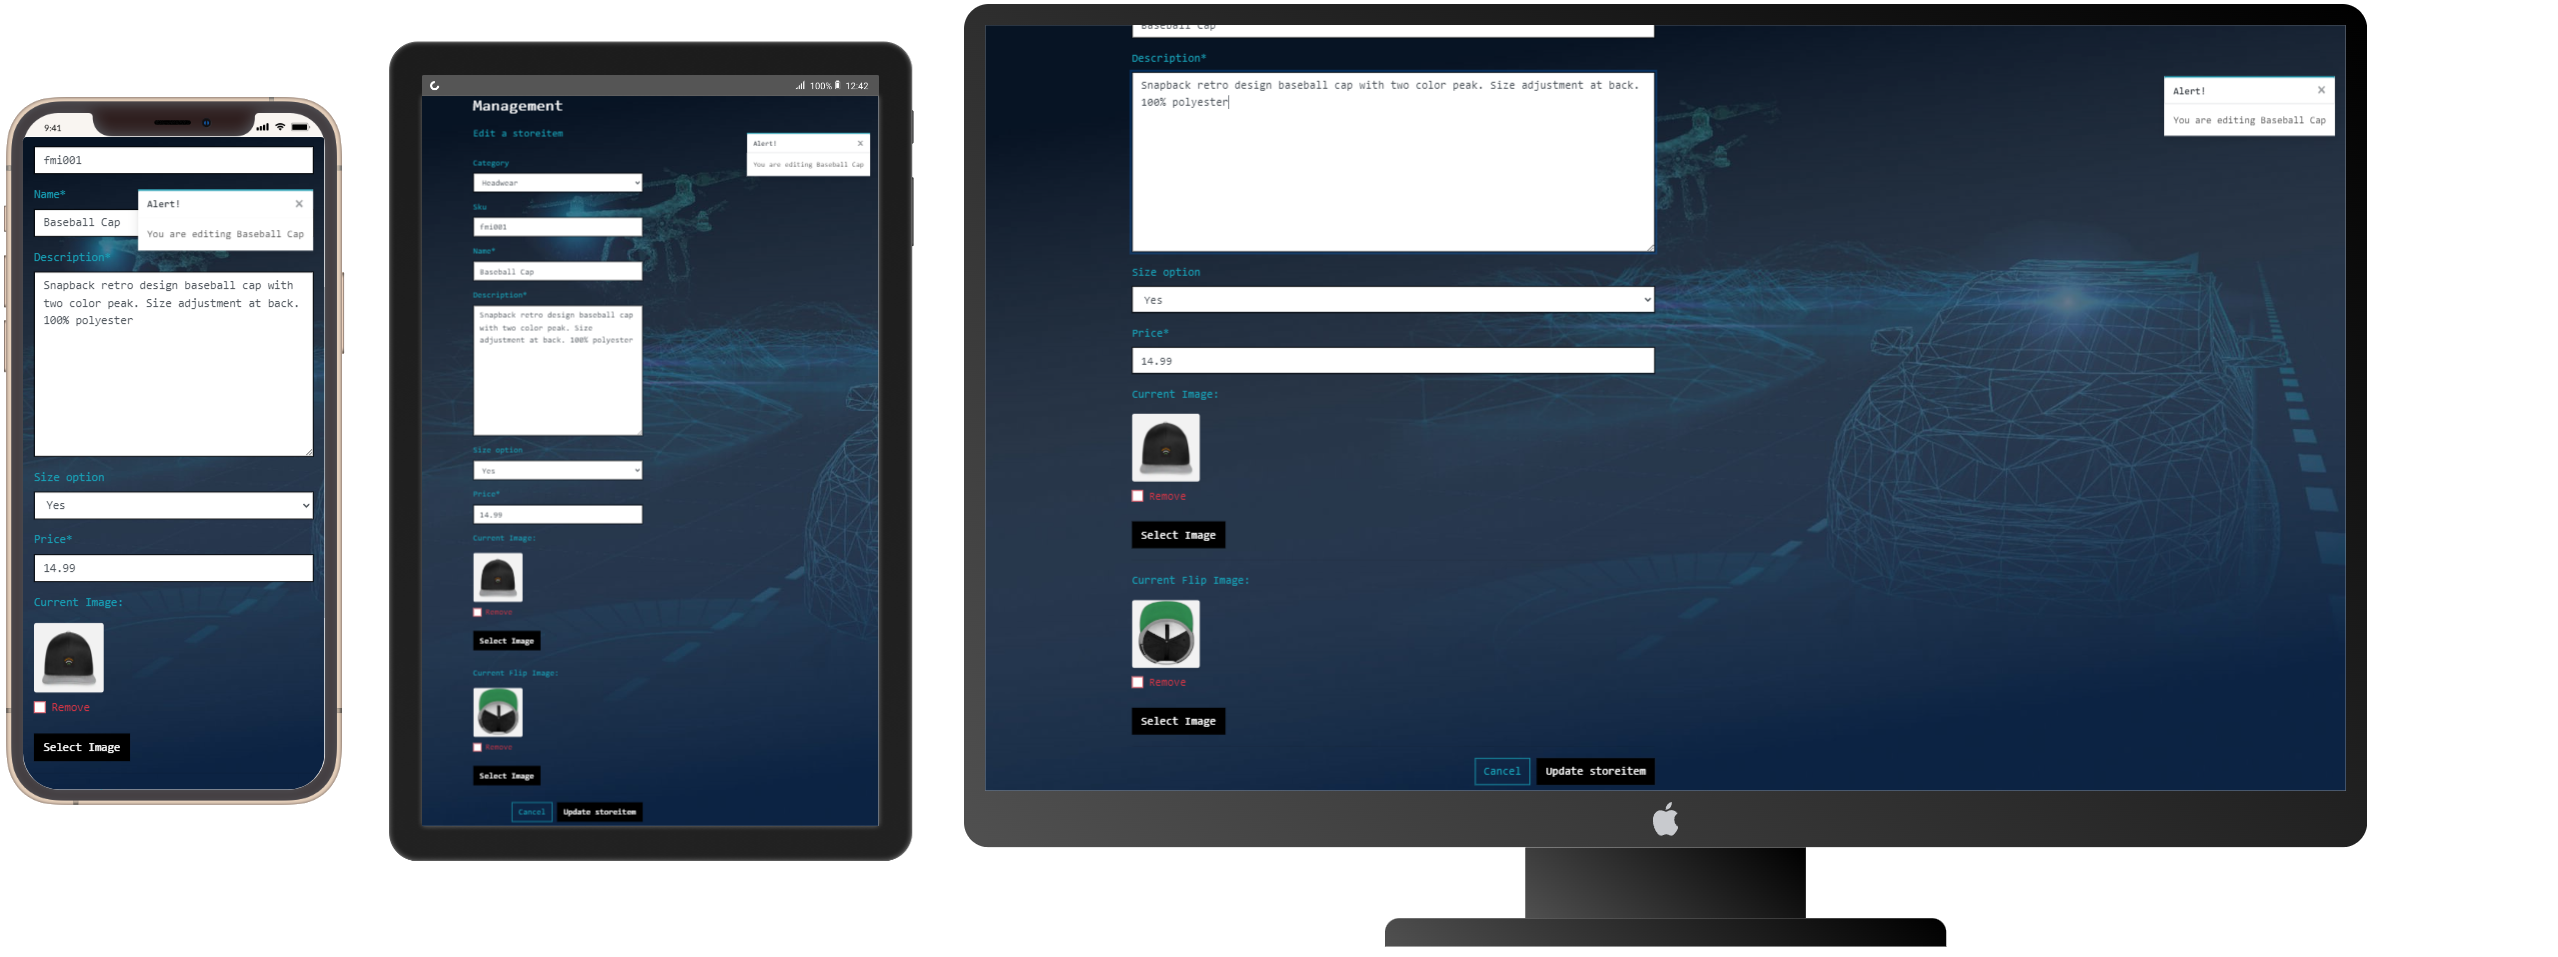 9:41
fmi001
Name*
Baseball Cap
Alert!
×
You are editing Baseball Cap
Description*
Snapback retro design baseball cap with
two color peak. Size adjustment at back.
100% polyester
Size option
Yes
Price*
14.99
Current Image:
Remove
Select Image
100% 12:42
Management
Edit a storeitem
Alert!
×
You are editing Baseball Cap
Category
Headwear
Sku
fmi001
Name*
Baseball Cap
Description*
Snapback retro design baseball cap
with two color peak. Size
adjustment at back. 100% polyester
Size option
Yes
Price*
14.99
Current Image:
Remove
Select Image
Current Flip Image:
Remove
Select Image
Cancel Update storeitem
Baseball Cap
Description*
Snapback retro design baseball cap with two color peak. Size adjustment at back.
100% polyester
Alert!
×
You are editing Baseball Cap
Size option
Yes
Price*
14.99
Current Image:
Remove
Select Image
Current Flip Image:
Remove
Select Image
Cancel Update storeitem